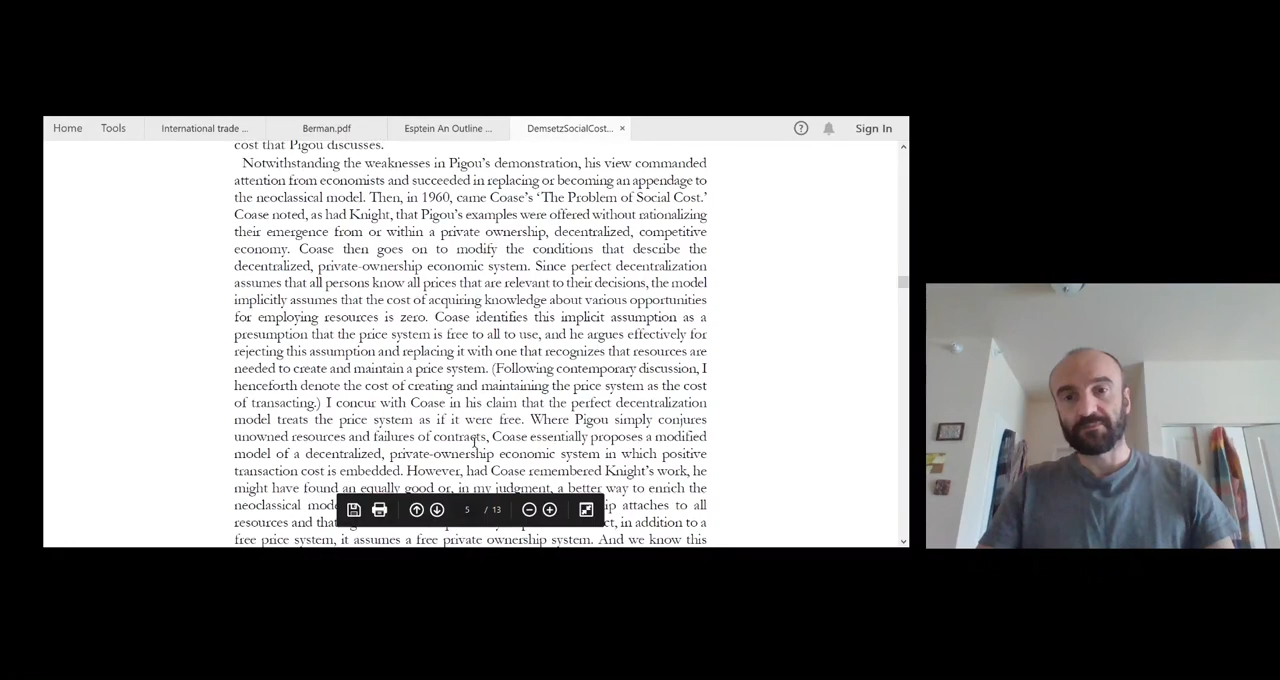 Home Tools International trade ... Berman.pdf Esptein An Outline ... DemsetzSocialCost... × Sign In
cost that Pigou discusses.
Notwithstanding the weaknesses in Pigou's demonstration, his view commanded
attention from economists and succeeded in replacing or becoming an appendage to
the neoclassical model. Then, in 1960, came Coase's ‘The Problem of Social Cost.’
Coase noted, as had Knight, that Pigou's examples were offered without rationalizing
their emergence from or within a private ownership, decentralized, competitive
economy. Coase then goes on to modify the conditions that describe the
decentralized, private-ownership economic system. Since perfect decentralization
assumes that all persons know all prices that are relevant to their decisions, the model
implicitly assumes that the cost of acquiring knowledge about various opportunities
for employing resources is zero. Coase identifies this implicit assumption as a
presumption that the price system is free to all to use, and he argues effectively for
rejecting this assumption and replacing it with one that recognizes that resources are
needed to create and maintain a price system. (Following contemporary discussion, I
henceforth denote the cost of creating and maintaining the price system as the cost
of transacting.) I concur with Coase in his claim that the perfect decentralization
model treats the price system as if it were free. Where Pigou simply conjures
unowned resources and failures of contracts, Coase essentially proposes a modified
model of a decentralized, private-ownership economic system in which positive
transaction cost is embedded. However, had Coase remembered Knight's work, he
might have found an equally good or, in my judgment, a better way to enrich the
neoclassical attaches to all
resources and that in addition to a
5 / 13
free price system, it assumes a free private ownership system. And we know this